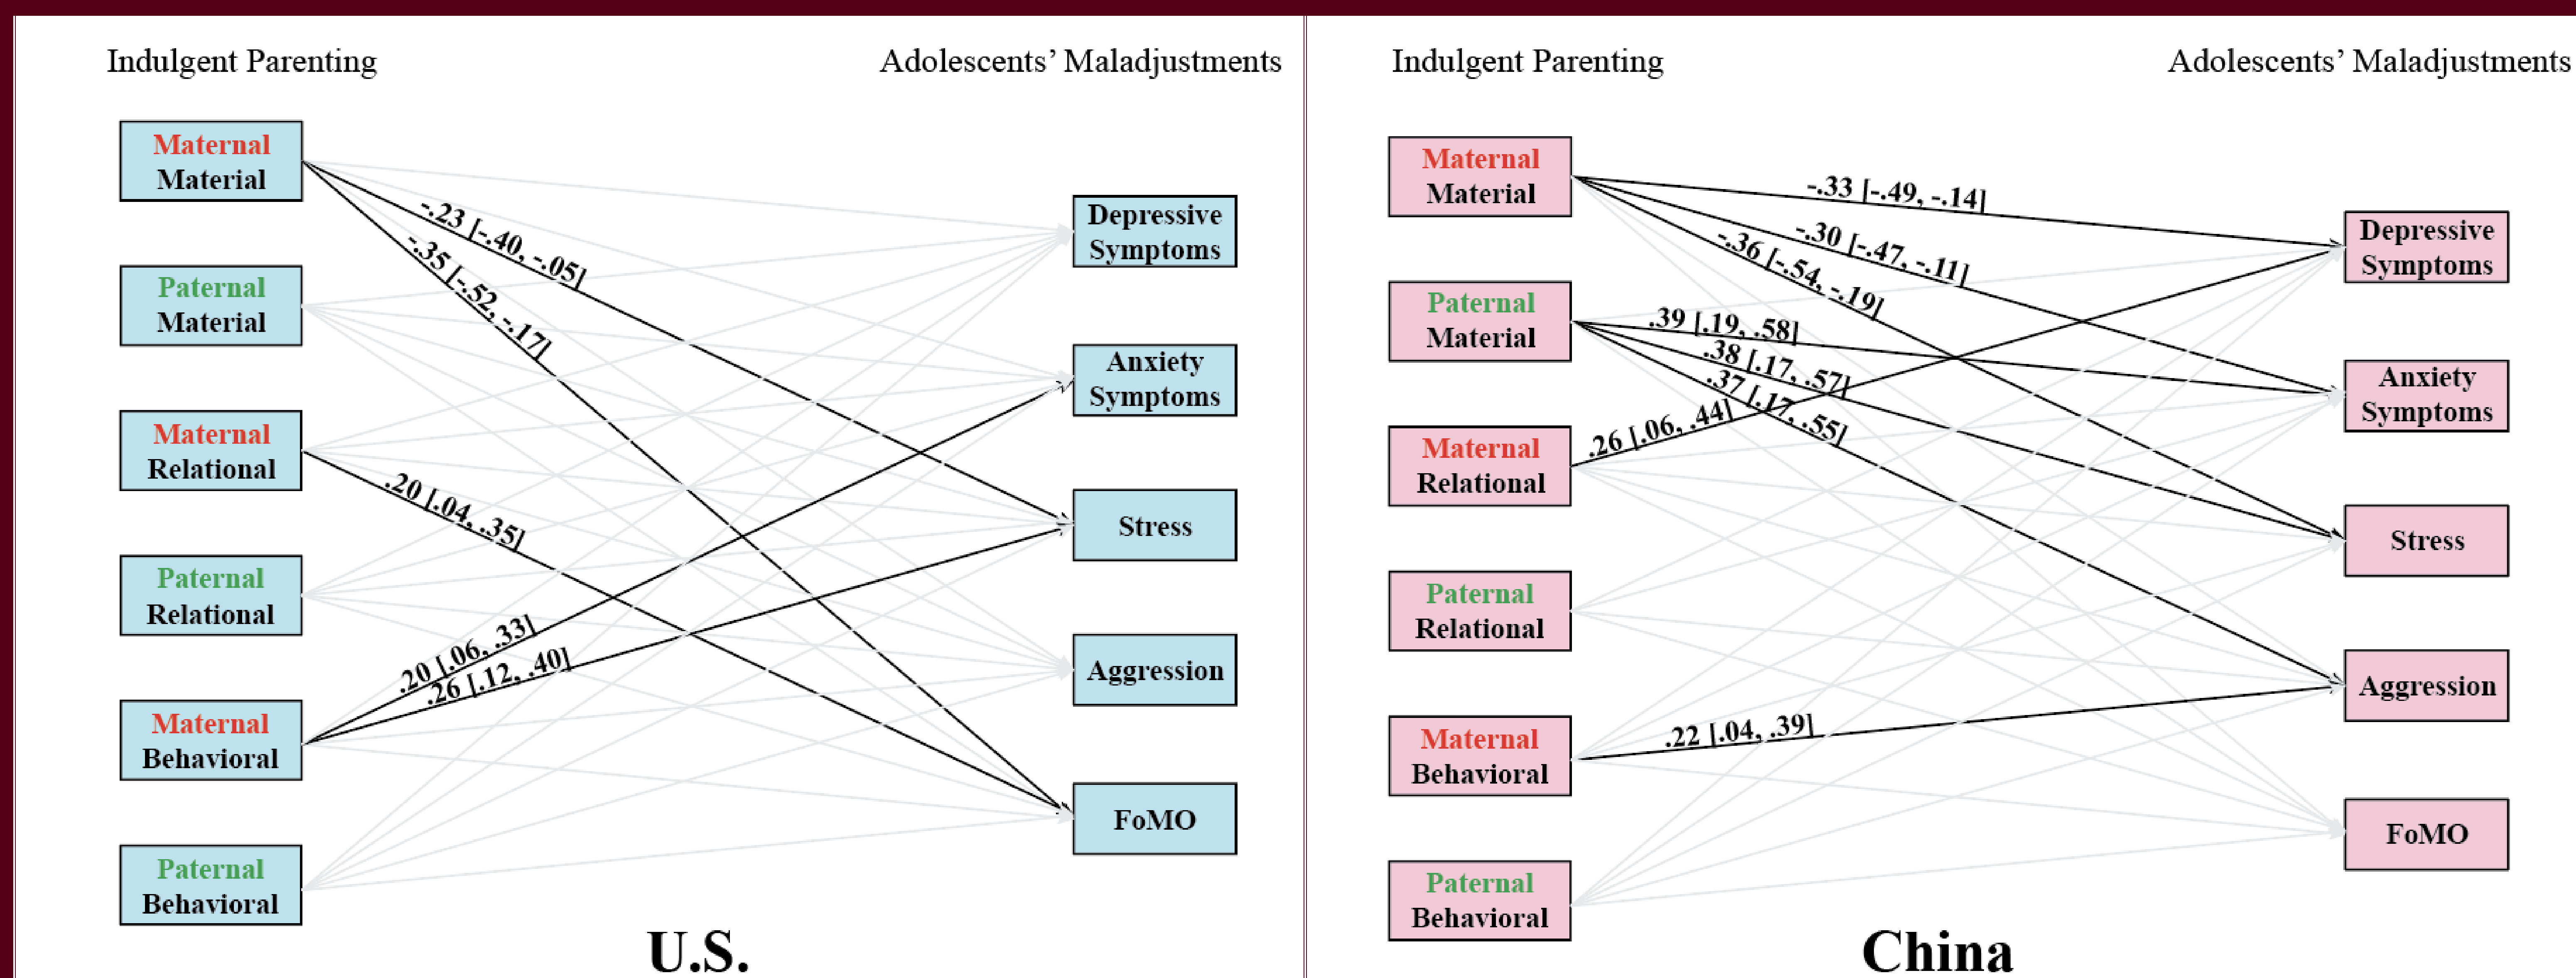 Indulgent Parenting
Adolescents’ Maladjustments
Maternal
Material
Paternal
Material
Maternal
Relational
Paternal
Relational
Maternal
Behavioral
Paternal
Behavioral
-.23 [-.40, -.05]
-.35 [-.52, -.17]
.20 [.04, .35]
.20 [.06, .33]
.26 [.12, .40]
Depressive
Symptoms
Anxiety
Symptoms
Stress
Aggression
FoMO
U.S.
Indulgent Parenting
Adolescents’ Maladjustments
Maternal
Material
Paternal
Material
Maternal
Relational
Paternal
Relational
Maternal
Behavioral
Paternal
Behavioral
-.33 [-.49, -.14]
-.30 [-.47, -.11]
-.36 [-.54, -.19]
.39 [.19, .58]
.38 [.17, .57]
.37 [.17, .55]
.26 [.06, .44]
.22 [.04, .39]
Depressive
Symptoms
Anxiety
Symptoms
Stress
Aggression
FoMO
China